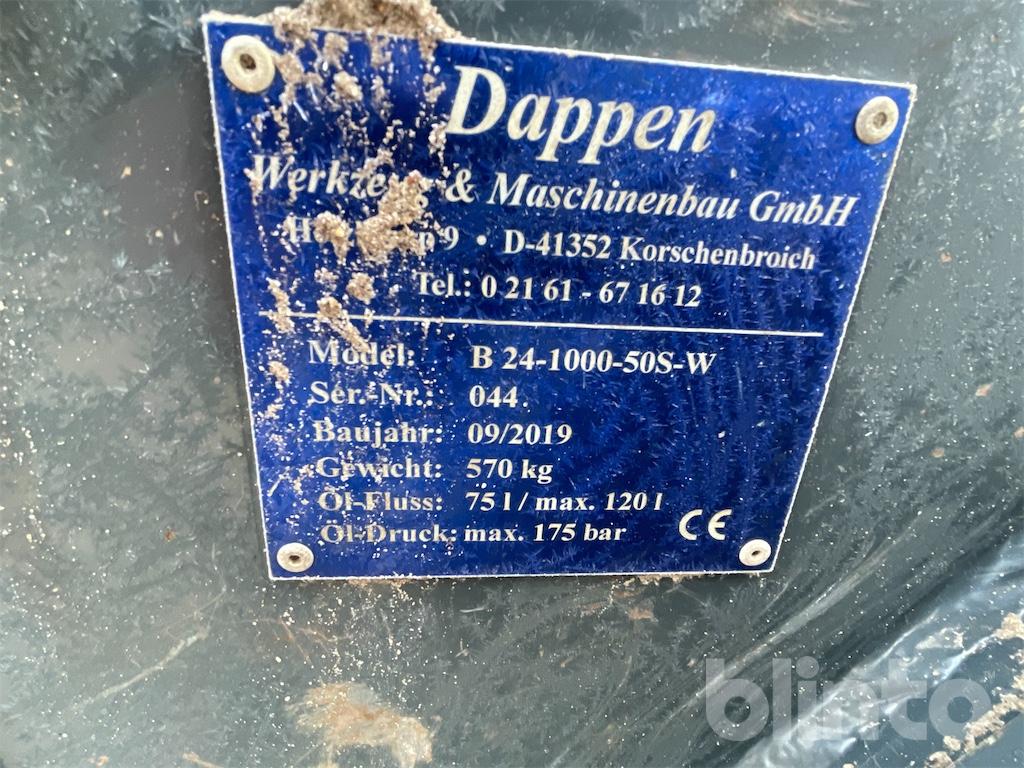 Dappen
& Maschinenbau GmbH
9 • D-41352 Korschenbroich
Tel.: 0 21 61 - 67 16 12
Model: B 24-1000-50S-W
Ser.-Nr.: 044.
Baujahr: 09/2019
Gewicht: 570 kg
Öl-Fluss: 75 l / max. 120 l
Öl-Druck: max. 175 bar
CE
blinto